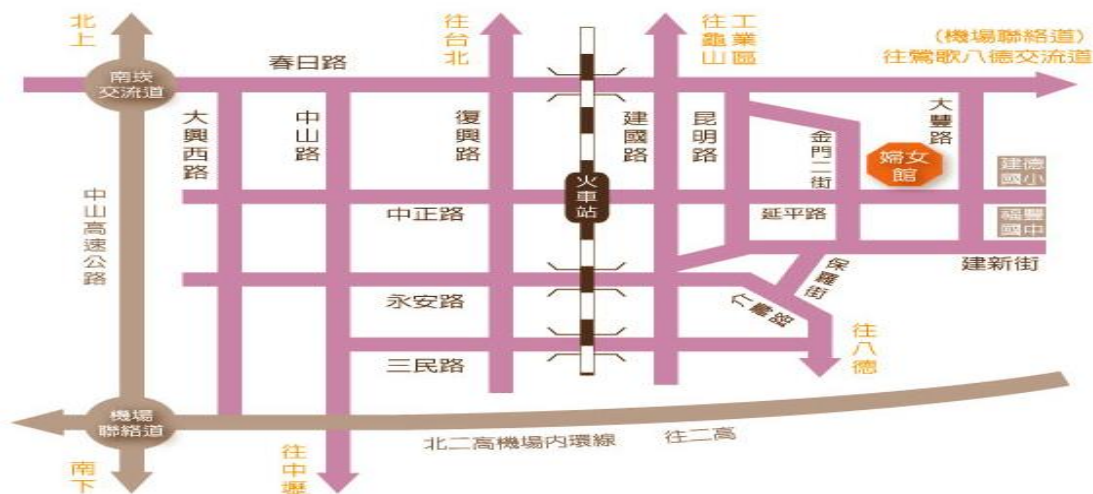 北上
往台北
往龜山
工業區
(機場聯絡道)
往鶯歌八德交流道
南崁
交流道
春日路
大興西路
中山路
復興路
建國路
昆明路
金門二街
大豐路
婦女
館
建德
國小
中山高速公路
火車站
中正路
延平路
福豐
國中
建新街
保羅街
永安路
仁愛路
三民路
往八德
機場
聯絡道
北二高機場內環線
往二高
南下
往中壢